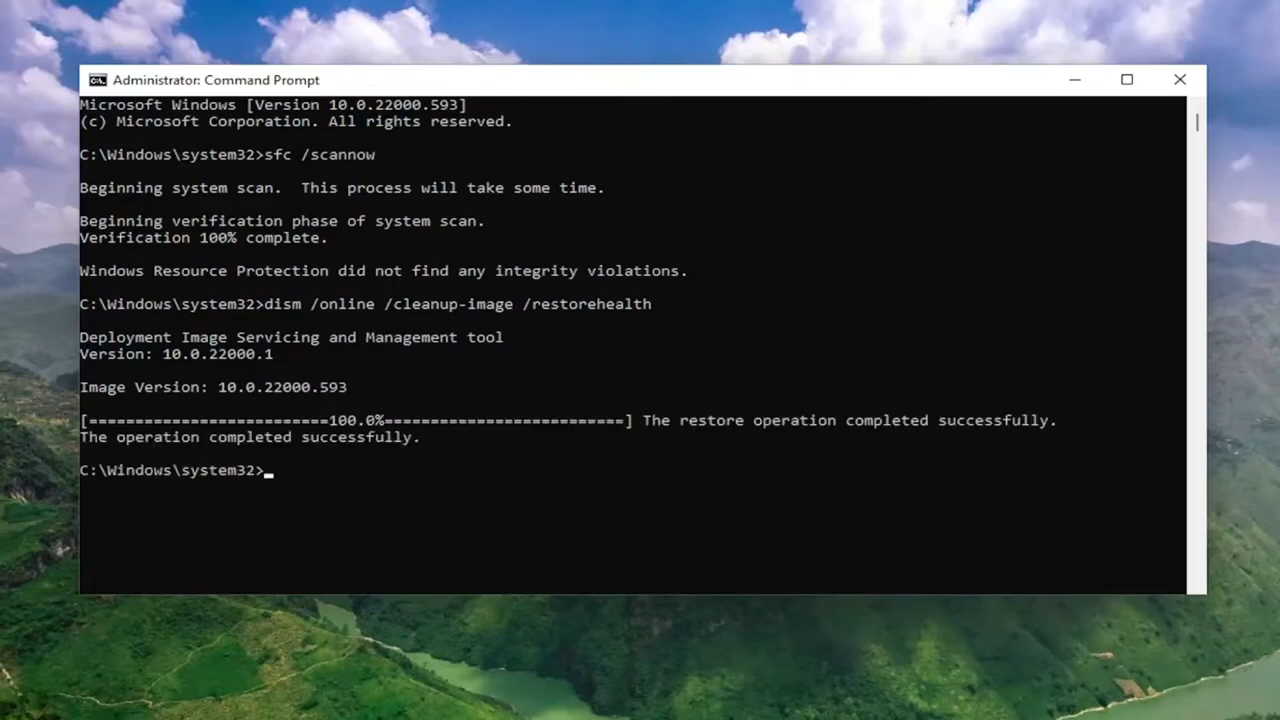 Administrator: Command Prompt
Microsoft Windows [Version 10.0.22000.593]
(c) Microsoft Corporation. All rights reserved.
C:\Windows\system32>sfc /scannow
Beginning system scan.  This process will take some time.
Beginning verification phase of system scan.
Verification 100% complete.
Windows Resource Protection did not find any integrity violations.
C:\Windows\system32>dism /online /cleanup-image /restorehealth
Deployment Image Servicing and Management tool
Version: 10.0.22000.1
Image Version: 10.0.22000.593
[==========================100.0%==========================] The restore operation completed successfully.
The operation completed successfully.
C:\Windows\system32>